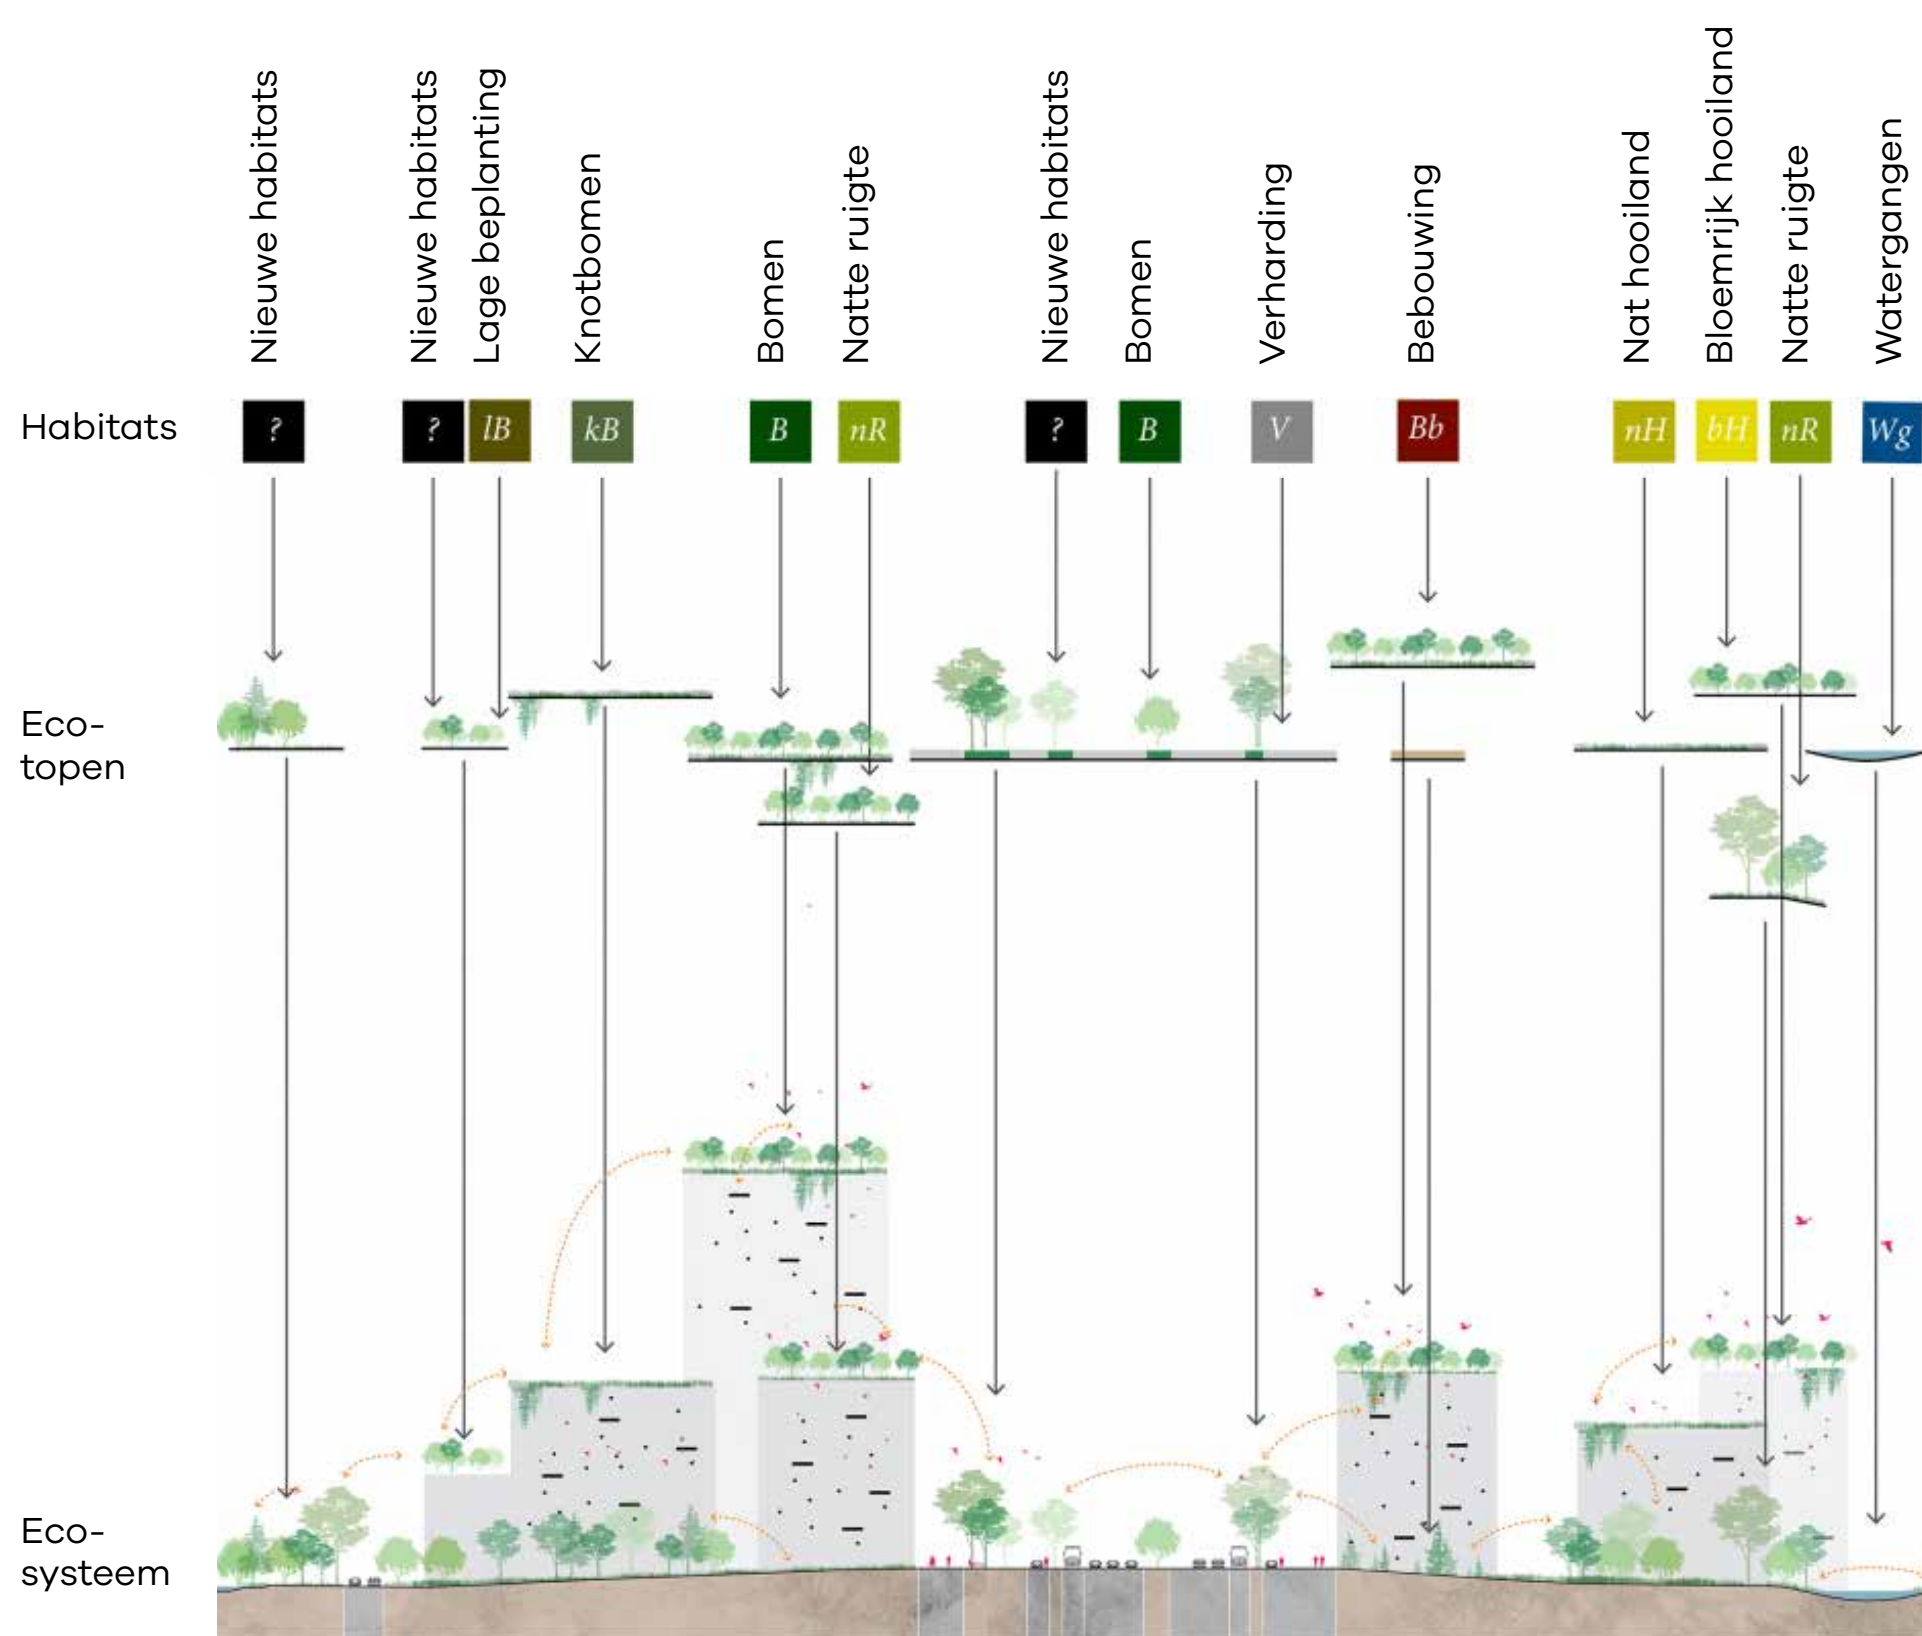 Nieuwe habitats
Nieuwe habitats
Lage beplanting
Knotbomen
Bomen
Natte ruigte
Nieuwe habitats
Bomen
Verharding
Bebouwing
Nat hooiland
Bloemrijk hooiland
Natte ruigte
Watergangen
Habitats
?
?
lB
kB
B
nR
?
B
V
Bb
nH
bH
nR
Wg
Eco-
topen
Eco-
systeem